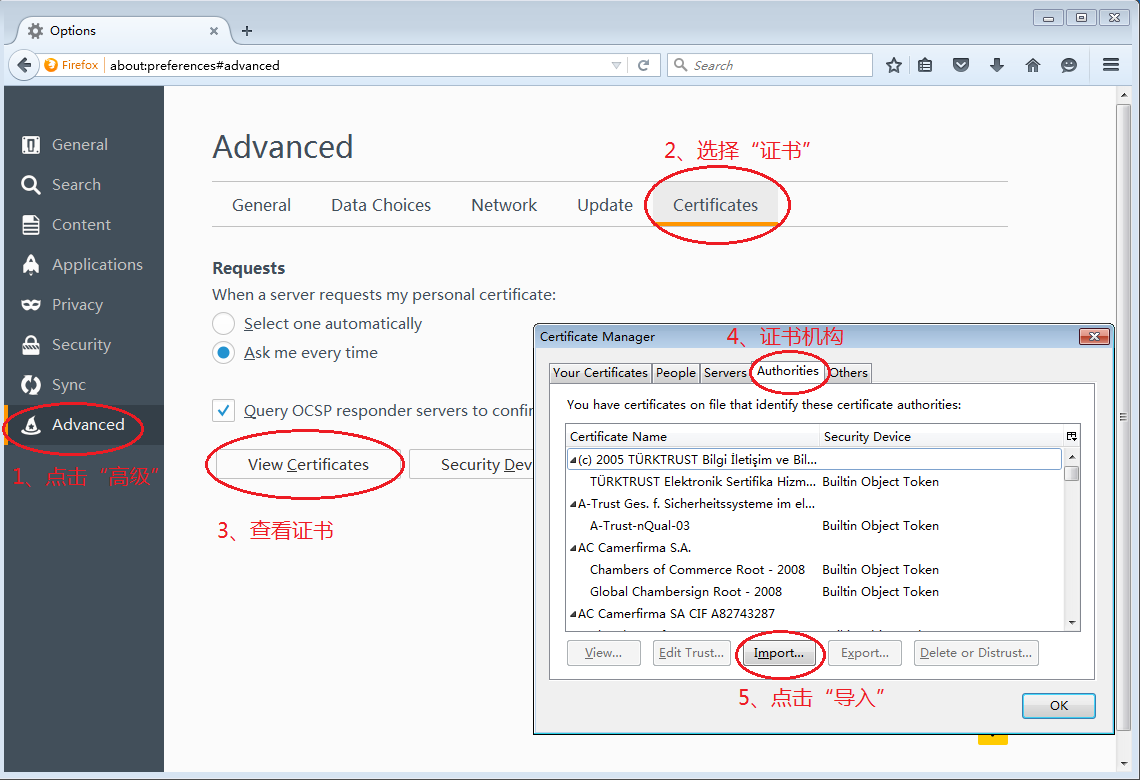 Options
Firefox
about:preferences#advanced
Search
General
Search
Content
Applications
Privacy
Security
Sync
Advanced
1、点击“高级”
Advanced
2、选择“证书”
General
Data Choices
Network
Update
Certificates
Requests
When a server requests my personal certificate:
Select one automatically
Ask me every time
Query OCSP responder servers to confir
View Certificates
Security Dev
3、查看证书
Certificate Manager
4、证书机构
Your Certificates
People
Servers
Authorities
Others
You have certificates on file that identify these certificate authorities:
Certificate Name
Security Device
(c) 2005 TÜRKTRUST Bilgi İletişim ve Bil...
TÜRKTRUST Elektronik Sertifika Hizm...
Builtin Object Token
A-Trust Ges. f. Sicherheitssysteme im el...
A-Trust-nQual-03
Builtin Object Token
AC Camerfirma S.A.
Chambers of Commerce Root - 2008
Builtin Object Token
Global Chambersign Root - 2008
Builtin Object Token
AC Camerfirma SA CIF A82743287
View...
Edit Trust...
Import...
Export...
Delete or Distrust...
5、点击“导入”
OK